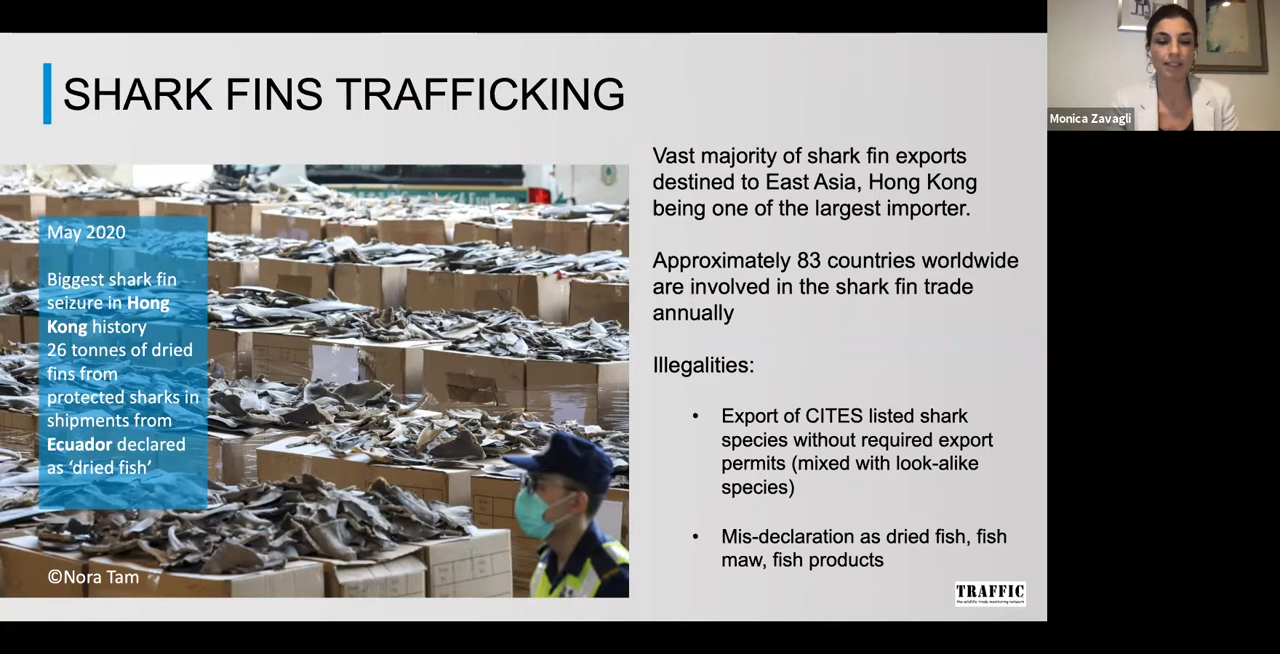 SHARK FINS TRAFFICKING
May 2020
Biggest shark fin
seizure in Hong
Kong history
26 tonnes of dried
fins from
protected sharks in
shipments from
Ecuador declared
as ‘dried fish’
©Nora Tam
Vast majority of shark fin exports
destined to East Asia, Hong Kong
being one of the largest importer.
Approximately 83 countries worldwide
are involved in the shark fin trade
annually
Illegalities:
• Export of CITES listed shark
species without required export
permits (mixed with look-alike
species)
• Mis-declaration as dried fish, fish
maw, fish products
TRAFFIC
the wildlife trade monitoring network
Monica Zavagli